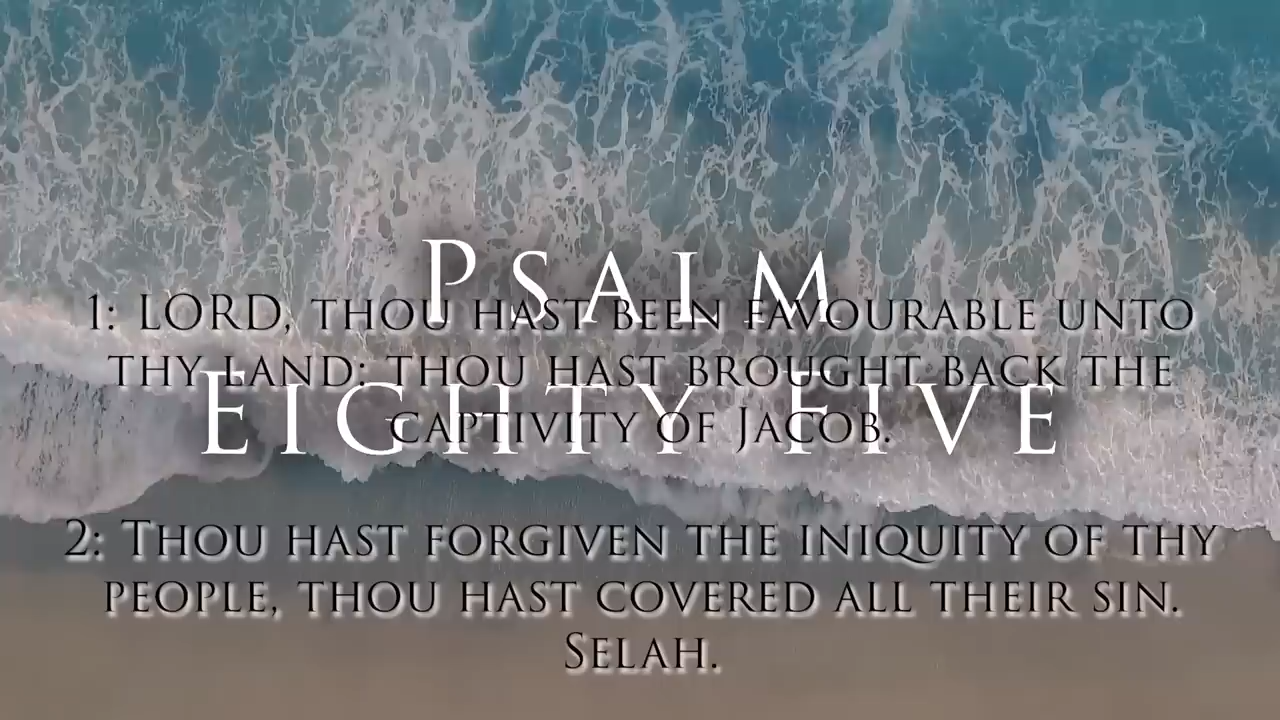 Psalm
Eighty Five
1: LORD, thou hast been favourable unto
thy land: thou hast brought back the
captivity of Jacob.
2: Thou hast forgiven the iniquity of thy
people, thou hast covered all their sin.
Selah.